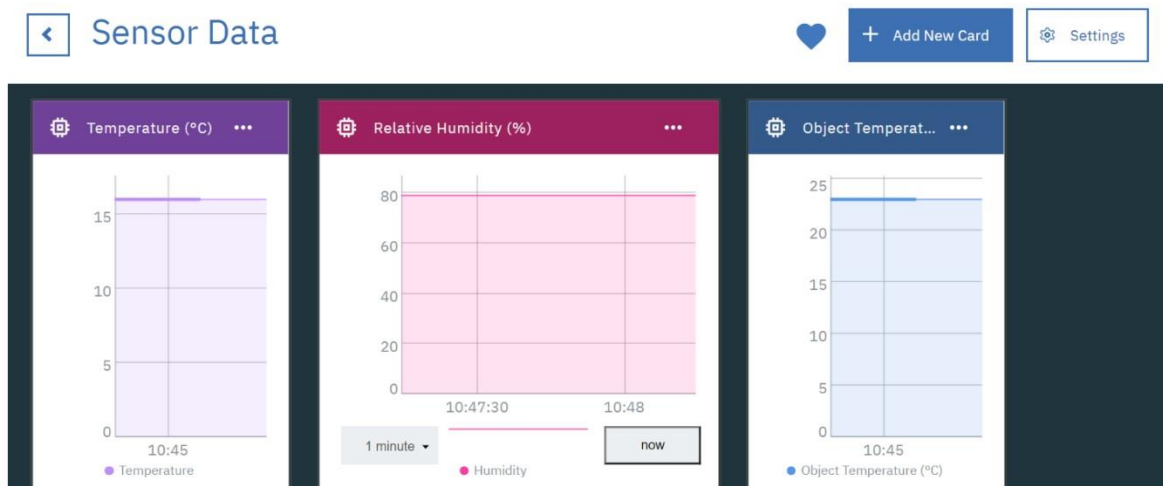 Sensor Data
+ Add New Card
Settings
Temperature (°C) •••
Relative Humidity (%) •••
Object Temperat... •••
15
10
5
0
10:45
Temperature
80
60
40
20
0
10:47:30 10:48
1 minute
now
Humidity
25
20
15
10
5
0
10:45
Object Temperature (°C)